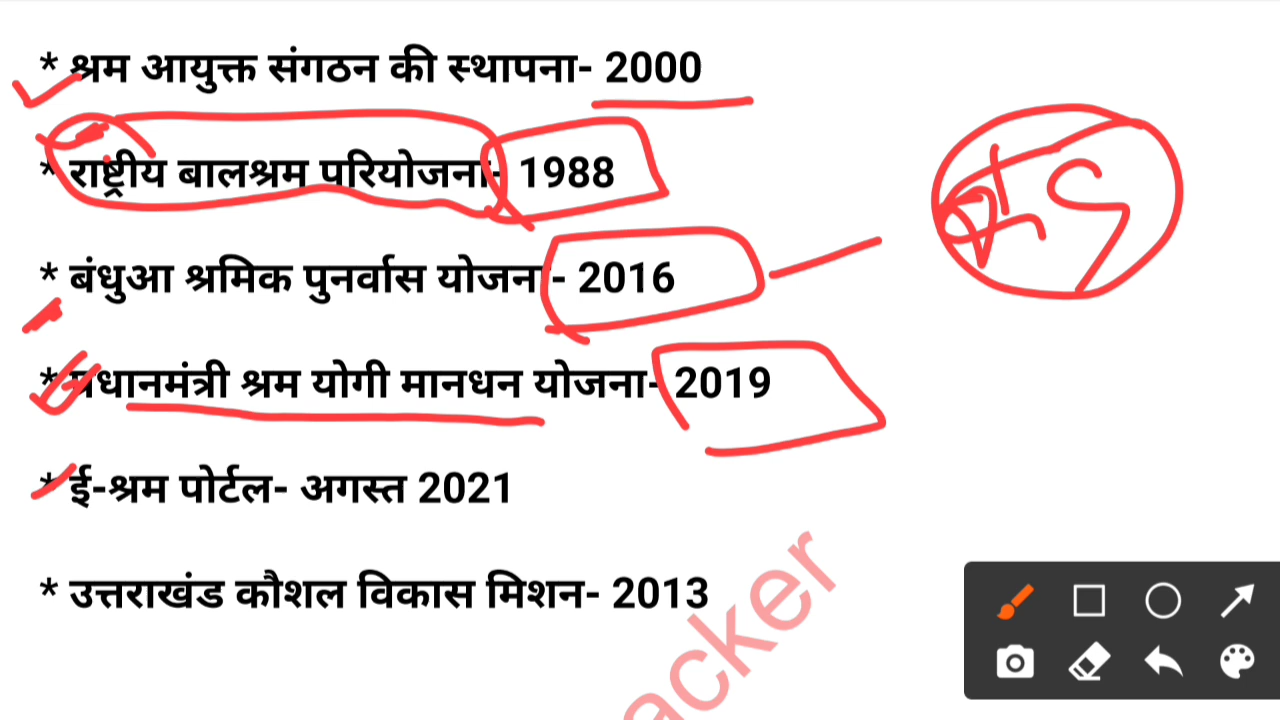 * श्रम आयुक्त संगठन की स्थापना- 2000
* राष्ट्रीय बालश्रम परियोजना- 1988
* बंधुआ श्रमिक पुनर्वास योजना- 2016
* प्रधानमंत्री श्रम योगी मानधन योजना- 2019
* ई-श्रम पोर्टल- अगस्त 2021
* उत्तराखंड कौशल विकास मिशन- 2013
acker